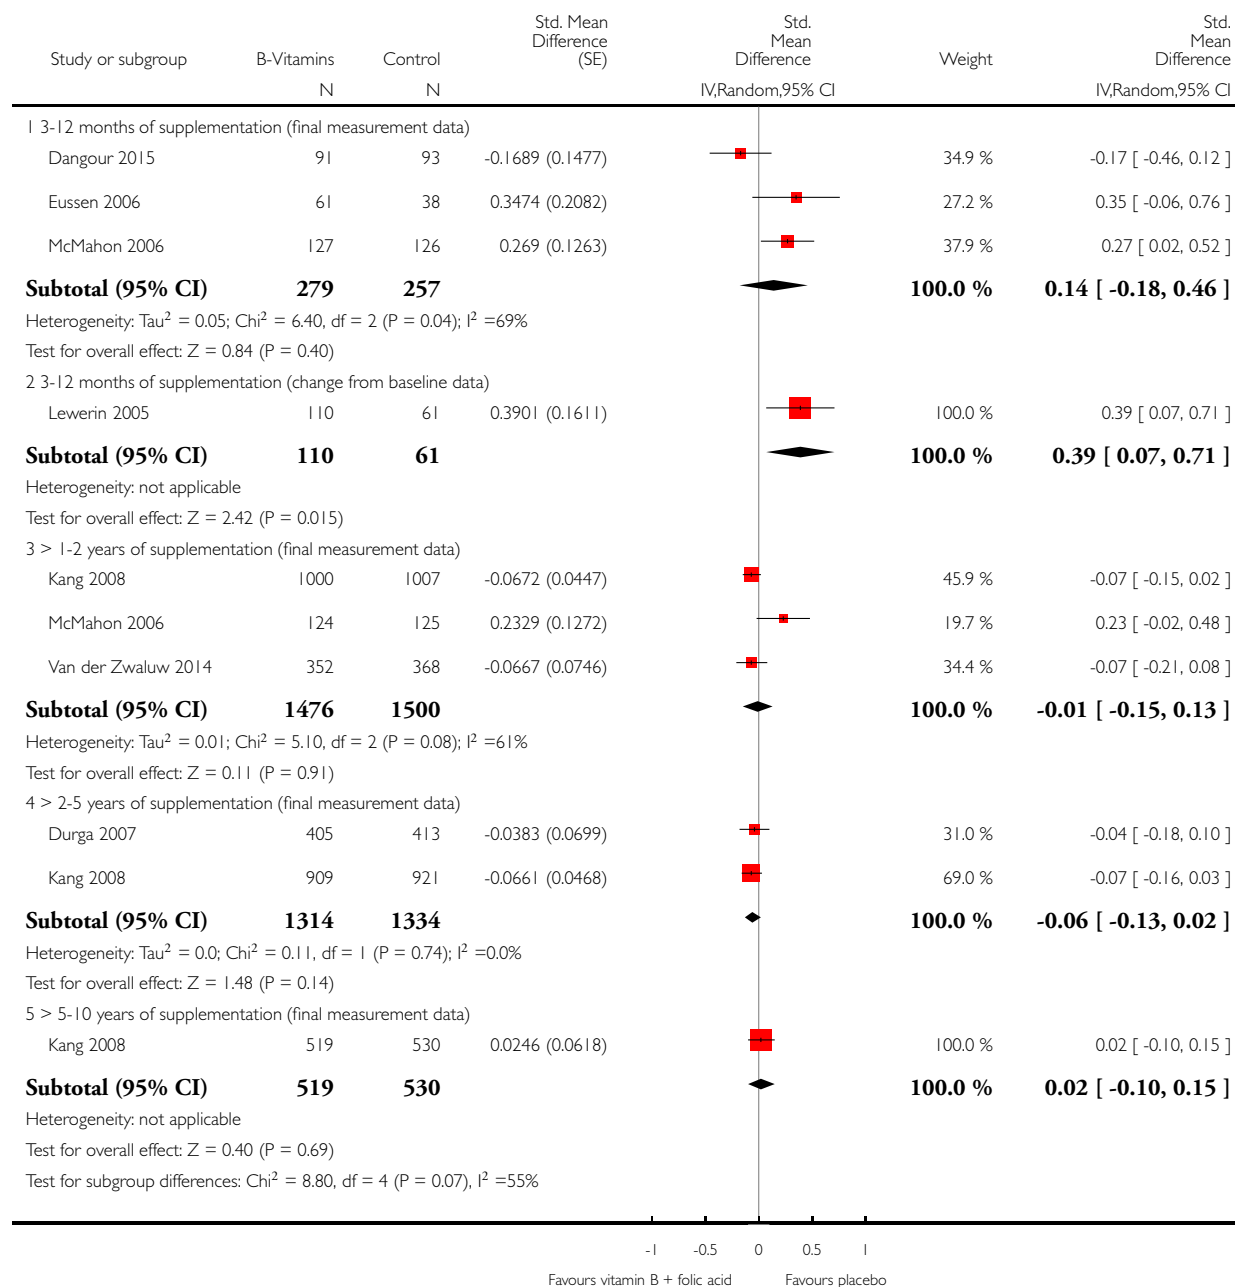 Study or subgroup B-Vitamins Control Std. Mean Difference (SE) Std. Mean Difference Weight Std. Mean Difference
N N IV,Random,95% CI IV,Random,95% CI
1 3-12 months of supplementation (final measurement data)
Dangour 2015 91 93 -0.1689 (0.1477) 34.9 % -0.17 [ -0.46, 0.12 ]
Eussen 2006 61 38 0.3474 (0.2082) 27.2 % 0.35 [ -0.06, 0.76 ]
McMahon 2006 127 126 0.269 (0.1263) 37.9 % 0.27 [ 0.02, 0.52 ]
Subtotal (95% CI) 279 257 100.0 % 0.14 [ -0.18, 0.46 ]
Heterogeneity: Tau² = 0.05; Chi² = 6.40, df = 2 (P = 0.04); I² =69%
Test for overall effect: Z = 0.84 (P = 0.40)
2 3-12 months of supplementation (change from baseline data)
Lewerin 2005 110 61 0.3901 (0.1611) 100.0 % 0.39 [ 0.07, 0.71 ]
Subtotal (95% CI) 110 61 100.0 % 0.39 [ 0.07, 0.71 ]
Heterogeneity: not applicable
Test for overall effect: Z = 2.42 (P = 0.015)
3 > 1-2 years of supplementation (final measurement data)
Kang 2008 1000 1007 -0.0672 (0.0447) 45.9 % -0.07 [ -0.15, 0.02 ]
McMahon 2006 124 125 0.2329 (0.1272) 19.7 % 0.23 [ -0.02, 0.48 ]
Van der Zwaluw 2014 352 368 -0.0667 (0.0746) 34.4 % -0.07 [ -0.21, 0.08 ]
Subtotal (95% CI) 1476 1500 100.0 % -0.01 [ -0.15, 0.13 ]
Heterogeneity: Tau² = 0.01; Chi² = 5.10, df = 2 (P = 0.08); I² =61%
Test for overall effect: Z = 0.11 (P = 0.91)
4 > 2-5 years of supplementation (final measurement data)
Durga 2007 405 413 -0.0383 (0.0699) 31.0 % -0.04 [ -0.18, 0.10 ]
Kang 2008 909 921 -0.0661 (0.0468) 69.0 % -0.07 [ -0.16, 0.03 ]
Subtotal (95% CI) 1314 1334 100.0 % -0.06 [ -0.13, 0.02 ]
Heterogeneity: Tau² = 0.0; Chi² = 0.11, df = 1 (P = 0.74); I² =0.0%
Test for overall effect: Z = 1.48 (P = 0.14)
5 > 5-10 years of supplementation (final measurement data)
Kang 2008 519 530 0.0246 (0.0618) 100.0 % 0.02 [ -0.10, 0.15 ]
Subtotal (95% CI) 519 530 100.0 % 0.02 [ -0.10, 0.15 ]
Heterogeneity: not applicable
Test for overall effect: Z = 0.40 (P = 0.69)
Test for subgroup differences: Chi² = 8.80, df = 4 (P = 0.07), I² =55%
-1 -0.5 0 0.5 1
Favours vitamin B + folic acid Favours placebo